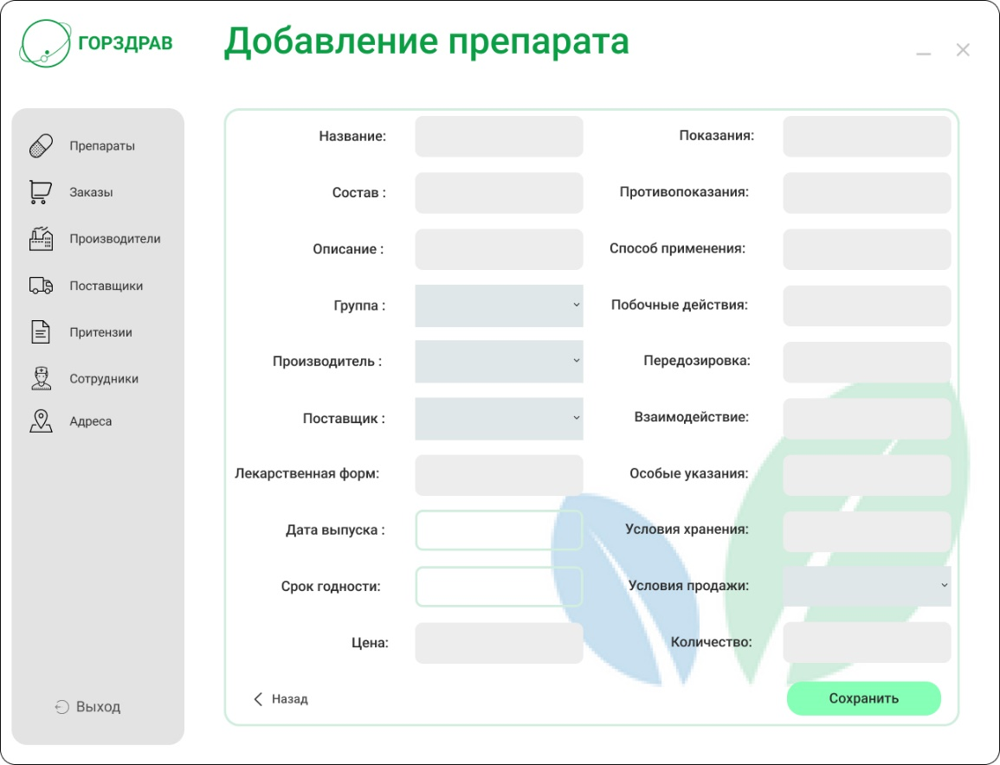 ГОРЗДРАВ
Добавление препарата
Препараты
Заказы
Производители
Поставщики
Притензии
Сотрудники
Адреса
Выход
Название:
Состав :
Описание :
Группа :
Производитель :
Поставщик :
Лекарственная форм:
Дата выпуска :
Срок годности:
Цена:
Показания:
Противопоказания:
Способ применения:
Побочные действия:
Передозировка:
Взаимодействие:
Особые указания:
Условия хранения:
Условия продажи:
Количество:
Назад
Сохранить